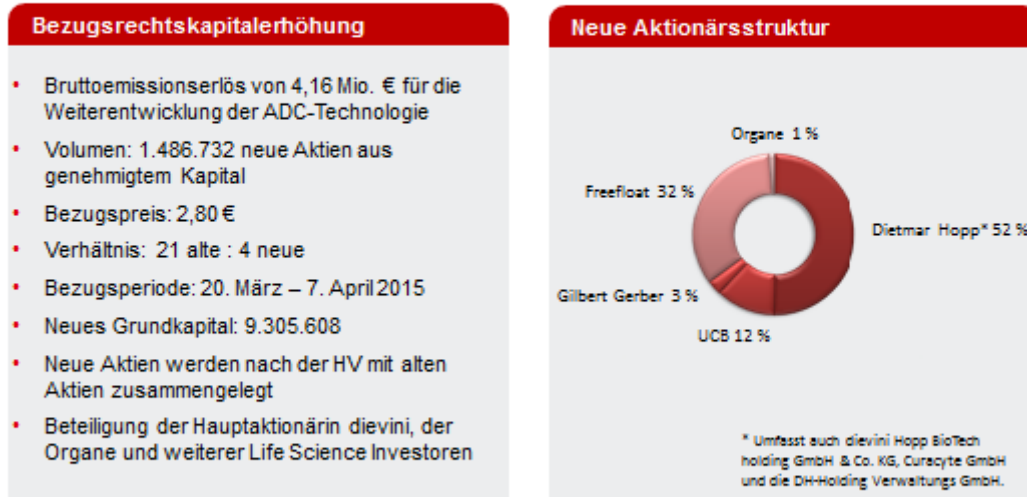 Bezugsrechtskapitalerhöhung
• Bruttoemissionserlös von 4,16 Mio. € für die
Weiterentwicklung der ADC-Technologie
• Volumen: 1.486.732 neue Aktien aus
genehmigtem Kapital
• Bezugspreis: 2,80 €
• Verhältnis: 21 alte : 4 neue
• Bezugsperiode: 20. März – 7. April 2015
• Neues Grundkapital: 9.305.608
• Neue Aktien werden nach der HV mit alten
Aktien zusammengelegt
• Beteiligung der Hauptaktionärin dievini, der
Organe und weiterer Life Science Investoren
Neue Aktionärsstruktur
Organe 1 %
Freefloat 32 %
Dietmar Hopp* 52 %
Gilbert Gerber 3 %
UCB 12 %
* Umfasst auch dievini Hopp BioTech
holding GmbH & Co. KG, Curacyte GmbH
und die DH-Holding Verwaltungs GmbH.